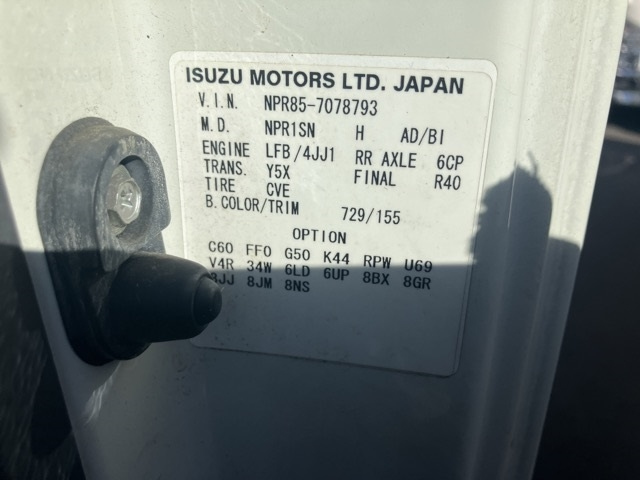 ISUZU MOTORS LTD. JAPAN
V.I.N. NPR85-7078793
M.D. NPR1SN H AD/BI
ENGINE LFB/4JJ1 RR AXLE 6CP
TRANS. Y5X FINAL R40
TIRE CVE
B.COLOR/TRIM 729/155
OPTION
C60 FF0 G50 K44 RPW U69
V4R 34W 6LD 6UP 8BX 8GR
8JM 8NS